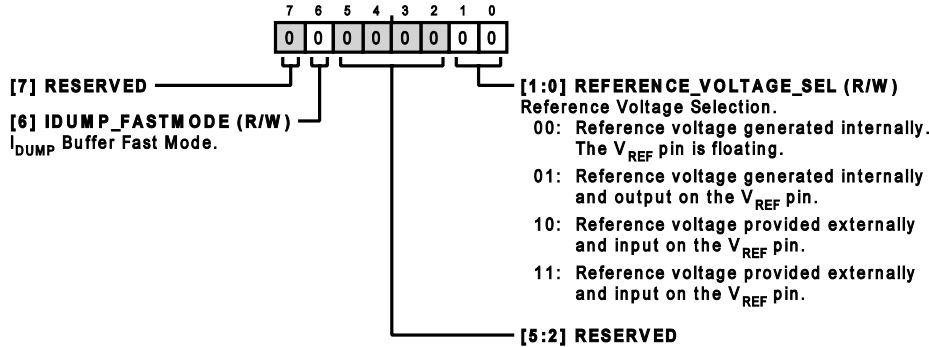 7 6 5 4 3 2 1 0
0 0 0 0 0 0 0 0
[7] RESERVED
[6] IDUMP_FASTMODE (R/W)
IDUMP Buffer Fast Mode.
[1:0] REFERENCE_VOLTAGE_SEL (R/W)
Reference Voltage Selection.
00: Reference voltage generated internally.
The VREF pin is floating.
01: Reference voltage generated internally
and output on the VREF pin.
10: Reference voltage provided externally
and input on the VREF pin.
11: Reference voltage provided externally
and input on the VREF pin.
[5:2] RESERVED